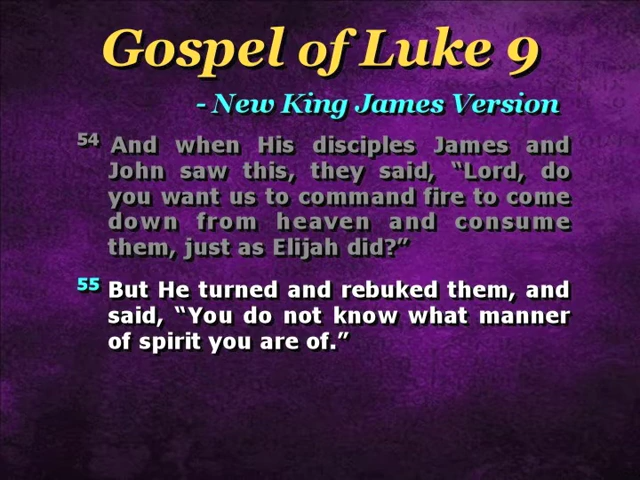 Gospel of Luke 9
- New King James Version
54 And when His disciples James and
John saw this, they said, “Lord, do
you want us to command fire to come
down from heaven and consume
them, just as Elijah did?”
55 But He turned and rebuked them, and
said, “You do not know what manner
of spirit you are of.”